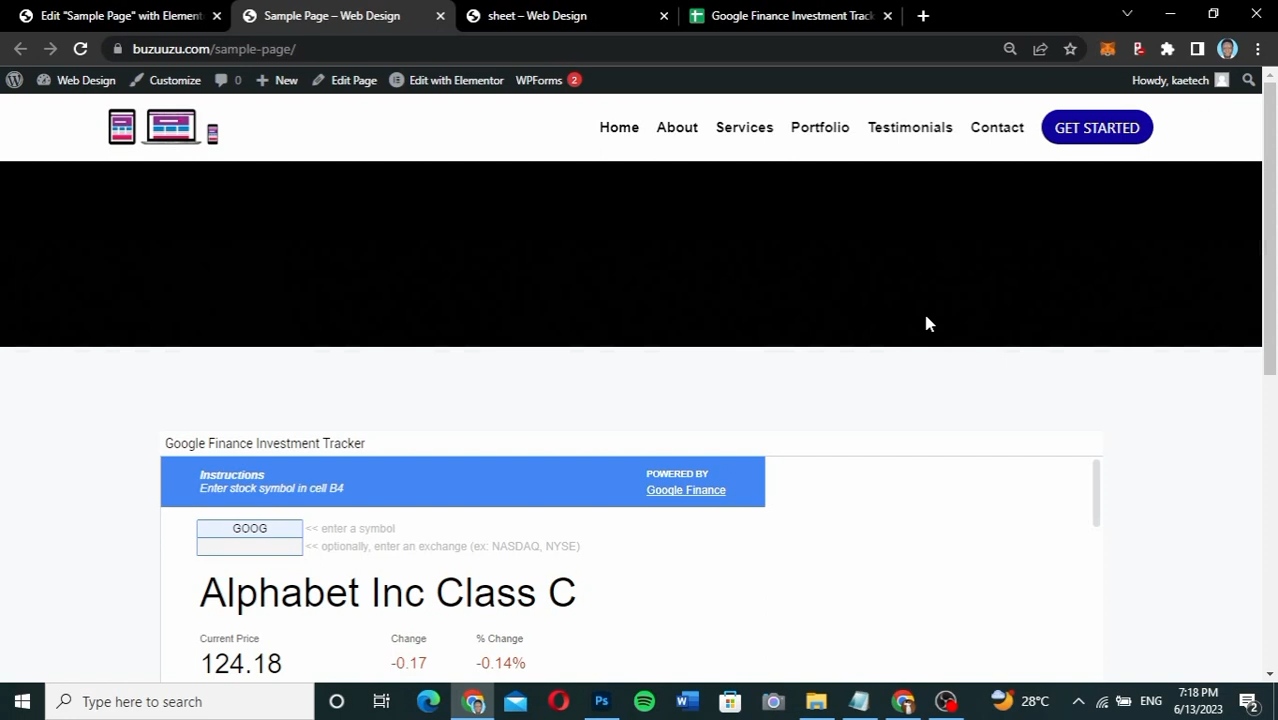 Edit "Sample Page" with Element
Sample Page – Web Design
sheet – Web Design
Google Finance Investment Track
buzuuzu.com/sample-page/
Web Design
Customize
0
New
Edit Page
Edit with Elementor
WPForms
2
Howdy, kaetech
Home
About
Services
Portfolio
Testimonials
Contact
GET STARTED
Google Finance Investment Tracker
Instructions
Enter stock symbol in cell B4
POWERED BY
Google Finance
GOOG
<< enter a symbol
<< optionally, enter an exchange (ex: NASDAQ, NYSE)
Alphabet Inc Class C
Current Price
Change
% Change
124.18
-0.17
-0.14%
Type here to search
28°C
ENG
7:18 PM
6/13/2023
2